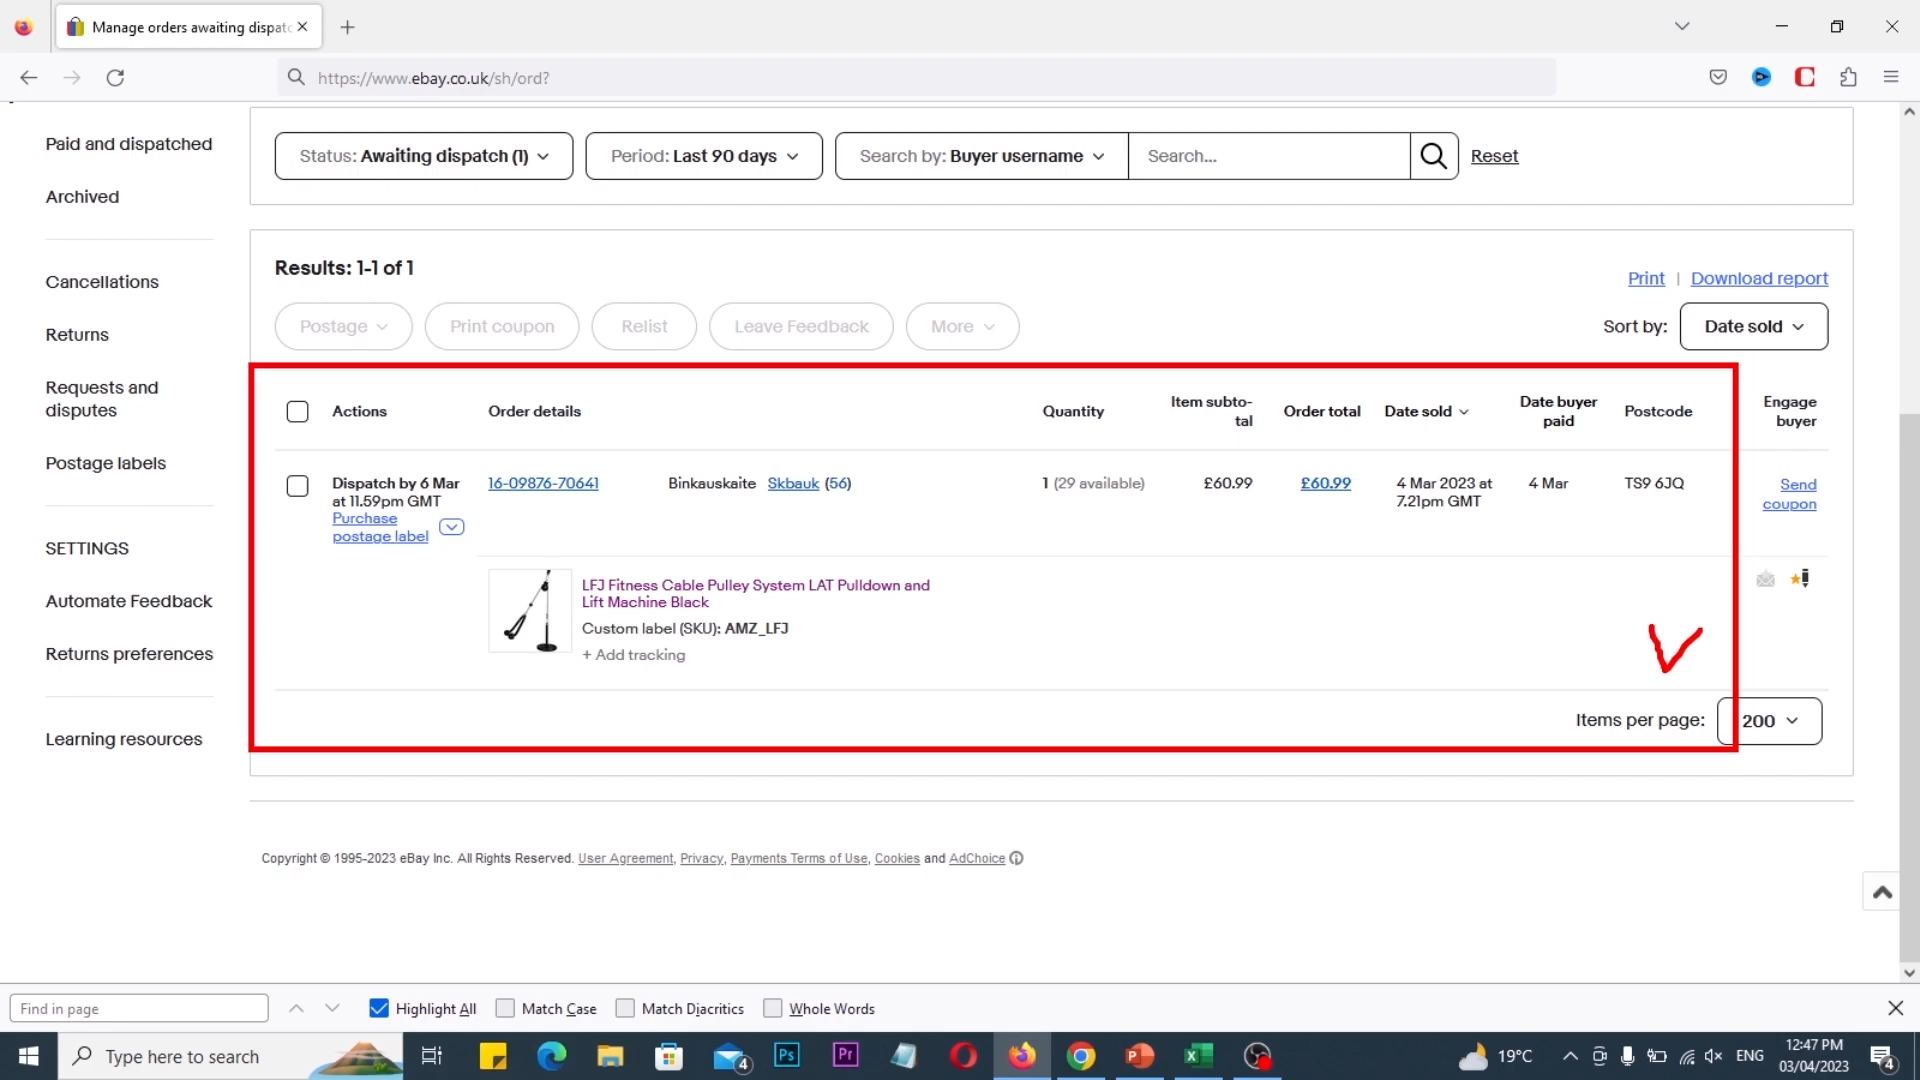 Manage orders awaiting dispatc
https://www.ebay.co.uk/sh/ord?
Paid and dispatched
Archived
Cancellations
Returns
Requests and
disputes
Postage labels
SETTINGS
Automate Feedback
Returns preferences
Learning resources
Status: Awaiting dispatch (1)
Period: Last 90 days
Search by: Buyer username
Search...
Reset
Results: 1-1 of 1
Print | Download report
Postage
Print coupon
Relist
Leave Feedback
More
Sort by:
Date sold
Actions
Order details
Quantity
Item subto-
tal
Order total
Date sold
Date buyer
paid
Postcode
Engage
buyer
Dispatch by 6 Mar
at 11.59pm GMT
Purchase
postage label
16-09876-70641
Binkauskaite Skbauk (56)
1 (29 available)
£60.99
£60.99
4 Mar 2023 at
7.21pm GMT
4 Mar
TS9 6JQ
Send
coupon
LFJ Fitness Cable Pulley System LAT Pulldown and
Lift Machine Black
Custom label (SKU): AMZ_LFJ
+ Add tracking
Items per page:
200
Copyright © 1995-2023 eBay Inc. All Rights Reserved. User Agreement, Privacy, Payments Terms of Use, Cookies and AdChoice
Find in page
Highlight All
Match Case
Match Diacritics
Whole Words
Type here to search
4
Ps
Pr
19°C
ENG
12:47 PM
03/04/2023
4